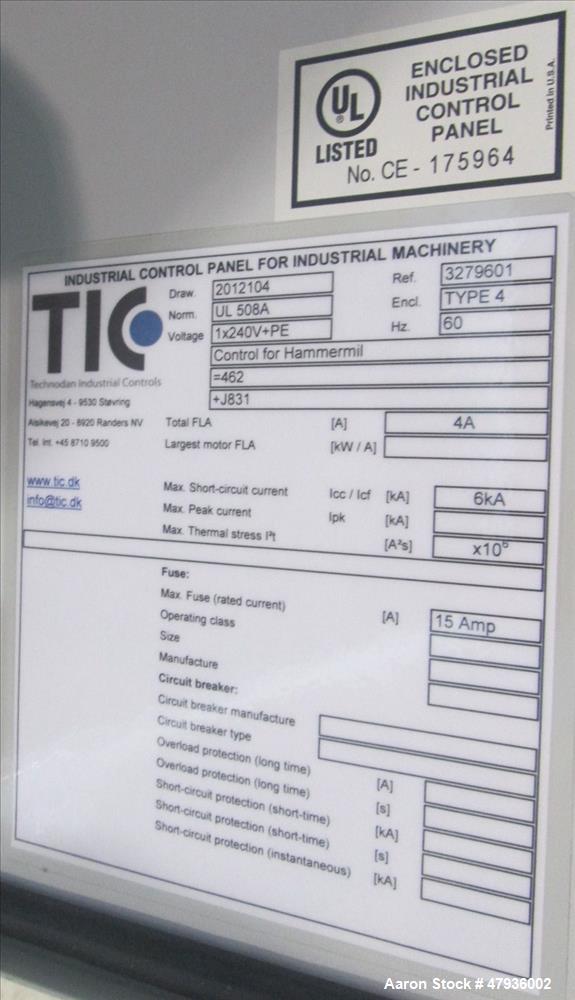 ENCLOSED
INDUSTRIAL
CONTROL
PANEL
UL
LISTED
No. CE - 175964
Printed in U.S.A.
INDUSTRIAL CONTROL PANEL FOR INDUSTRIAL MACHINERY
TIC
Technodan Industrial Controls
Hagensvej 4 - 9530 Støvring
Alsikevej 20 - 8920 Randers NV
Tel. Int. +45 8710 9500
www.tic.dk
info@tic.dk
Draw. 2012104 Ref. 3279601
Norm. UL 508A Encl. TYPE 4
Voltage 1x240V+PE Hz. 60
Control for Hammermil
=462
+J831
Total FLA [A] 4A
Largest motor FLA [kW / A]
Max. Short-circuit current Icc / Icf [kA] 6kA
Max. Peak current Ipk [kA]
Max. Thermal stress I²t [A²s] x10⁶
Fuse:
Max. Fuse (rated current) [A] 15 Amp
Operating class
Size
Manufacture
Circuit breaker:
Circuit breaker manufacture
Circuit breaker type
Overload protection (long time) [A]
Overload protection (long time) [s]
Short-circuit protection (short-time) [kA]
Short-circuit protection (short-time) [s]
Short-circuit protection (instantaneous) [kA]
Aaron Stock # 47936002